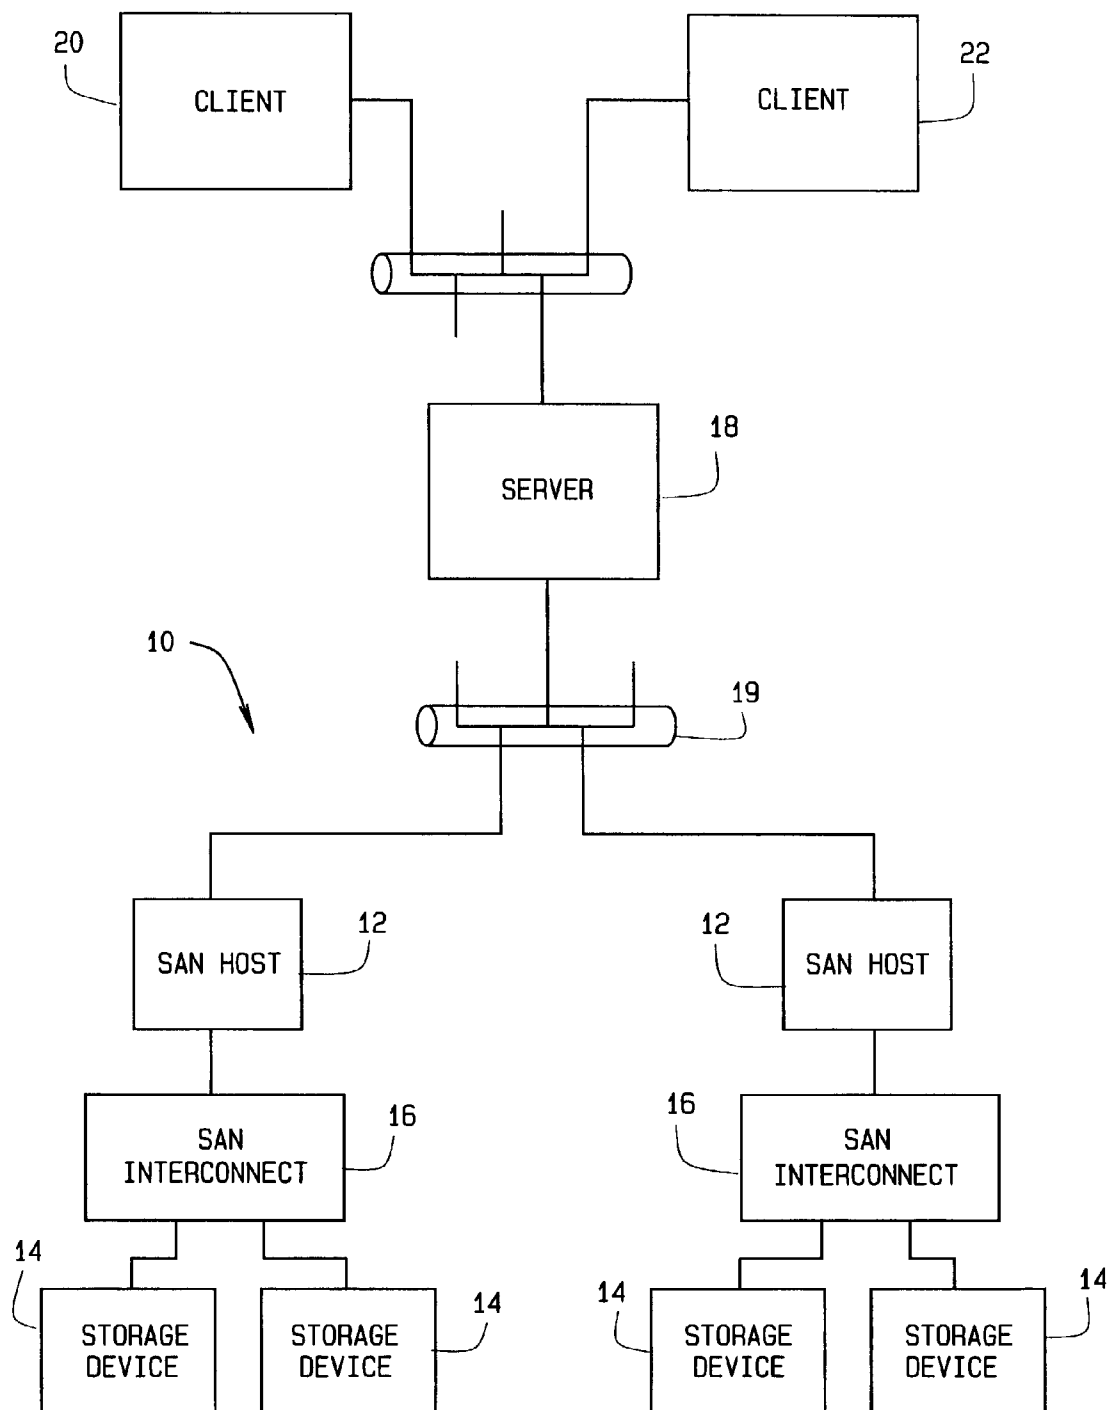 20
CLIENT
CLIENT
22
18
SERVER
10
19
12
SAN HOST
12
SAN HOST
16
SAN
INTERCONNECT
16
SAN
INTERCONNECT
14
STORAGE
DEVICE
14
STORAGE
DEVICE
14
STORAGE
DEVICE
14
STORAGE
DEVICE